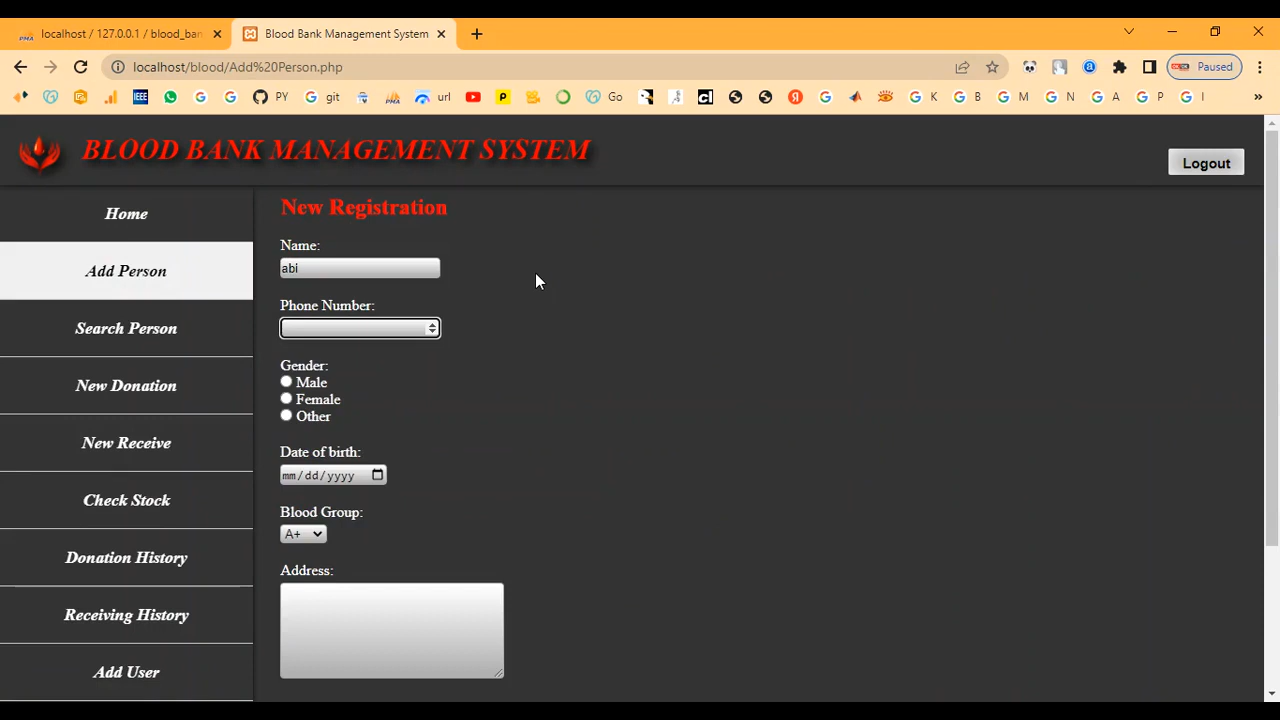 localhost / 127.0.0.1 / blood_ban
Blood Bank Management System
localhost/blood/Add%20Person.php
Paused
PY
git
url
Go
K
B
M
N
A
P
I
BLOOD BANK MANAGEMENT SYSTEM
Logout
Home
Add Person
Search Person
New Donation
New Receive
Check Stock
Donation History
Receiving History
Add User
New Registration
Name:
abi
Phone Number:
Gender:
Male
Female
Other
Date of birth:
mm/dd/yyyy
Blood Group:
A+
Address: